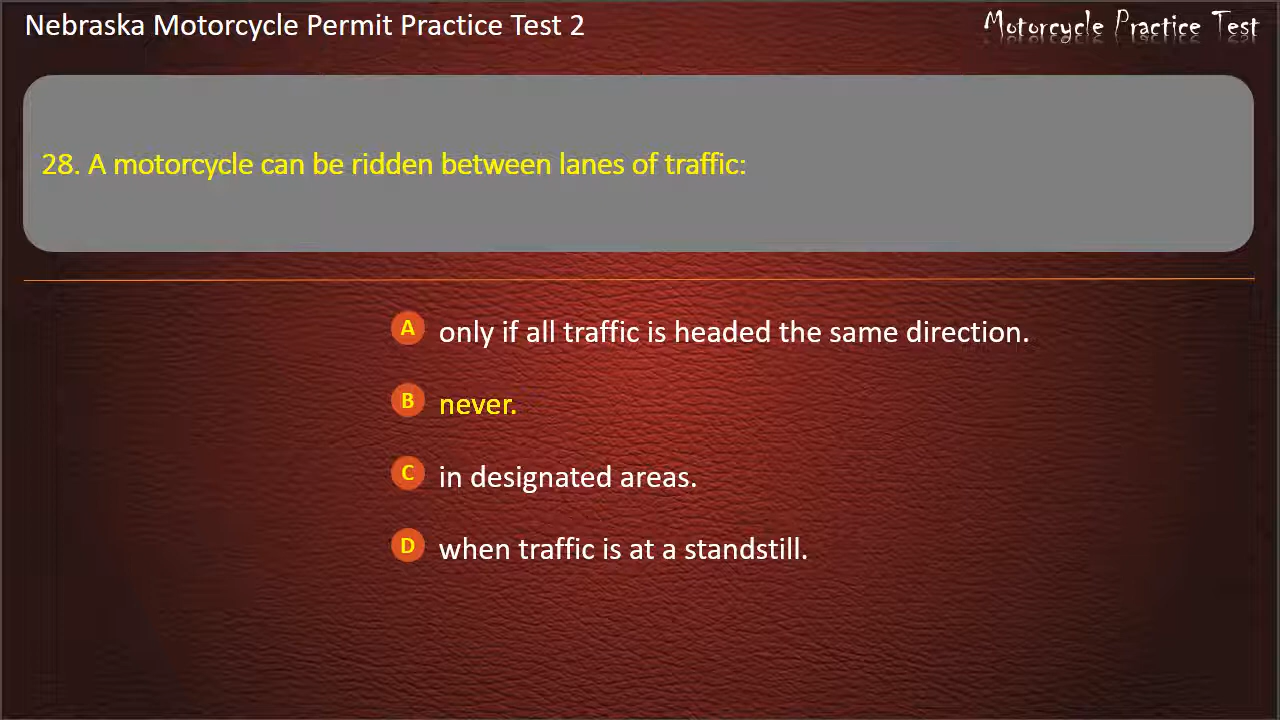 Nebraska Motorcycle Permit Practice Test 2
Motorcycle Practice Test
28. A motorcycle can be ridden between lanes of traffic:
A only if all traffic is headed the same direction.
B never.
C in designated areas.
D when traffic is at a standstill.